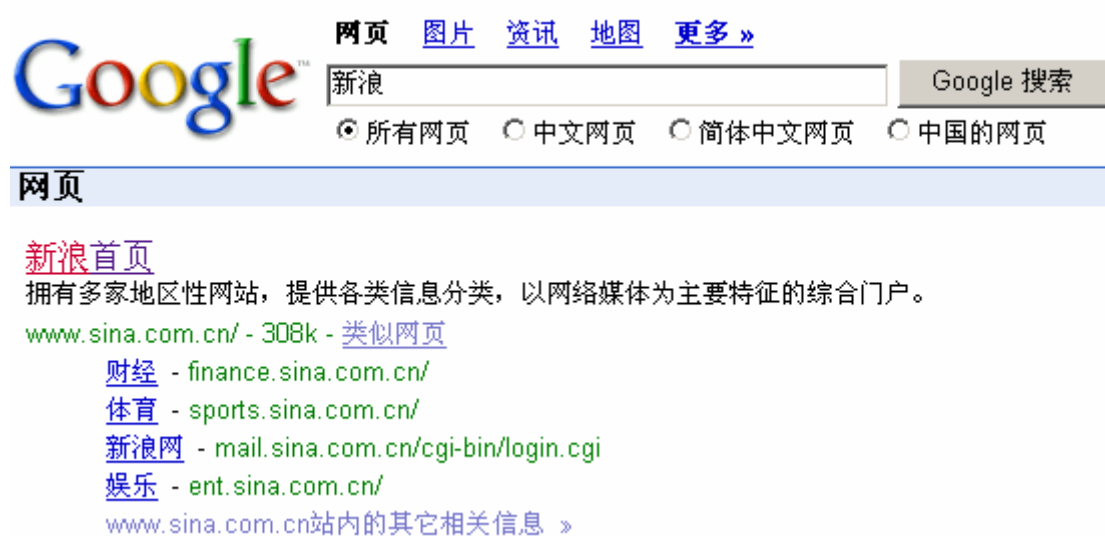 Google™
网页 图片 资讯 地图 更多 »
新浪 Google 搜索
所有网页 中文网页 简体中文网页 中国的网页
网页
新浪首页
拥有多家地区性网站，提供各类信息分类，以网络媒体为主要特征的综合门户。
www.sina.com.cn/ - 308k - 类似网页
财经 - finance.sina.com.cn/
体育 - sports.sina.com.cn/
新浪网 - mail.sina.com.cn/cgi-bin/login.cgi
娱乐 - ent.sina.com.cn/
www.sina.com.cn站内的其它相关信息 »